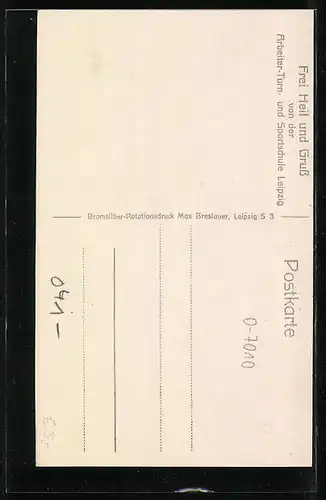 Frei Heil und Gruß
von der
Arbeiter-Turn- und Sportschule Leipzig
Bromsilber-Rotationsdruck Max Breslauer, Leipzig S 3
Postkarte
0-7010
041-